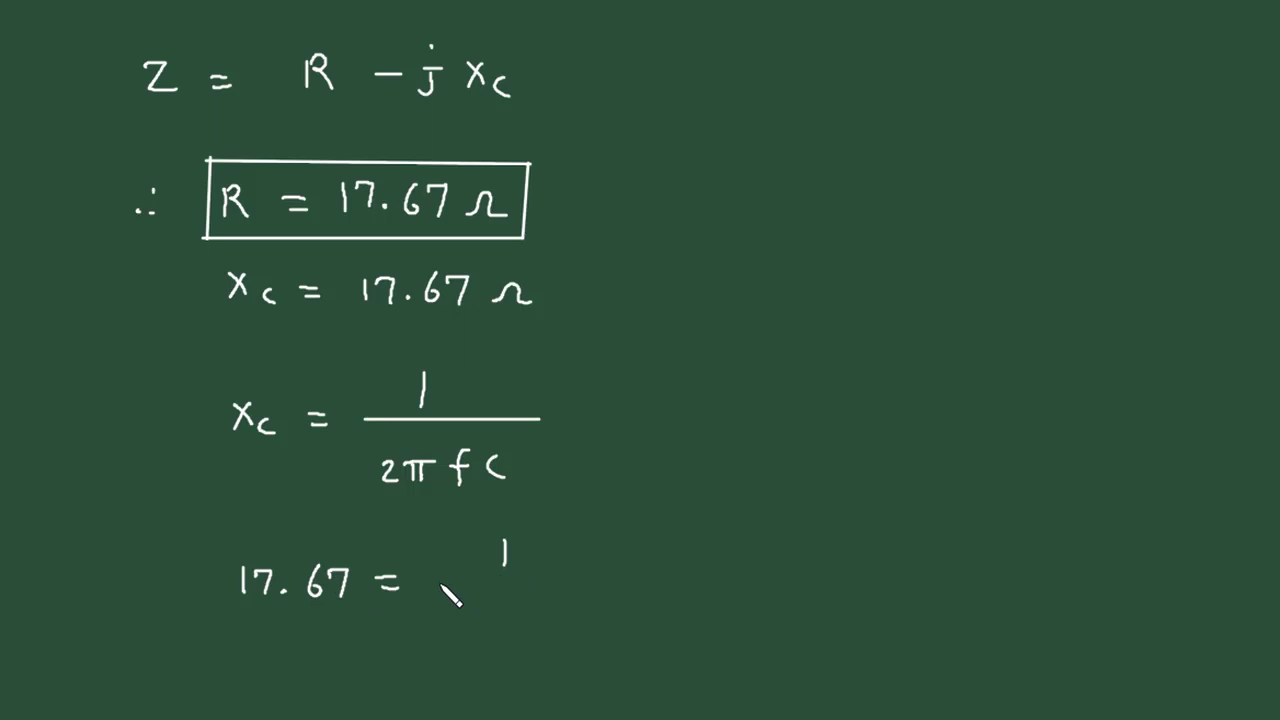 Z = R - j Xc
∴ R = 17.67 Ω
Xc = 17.67 Ω
Xc = 1 / 2π f C
17.67 = 1